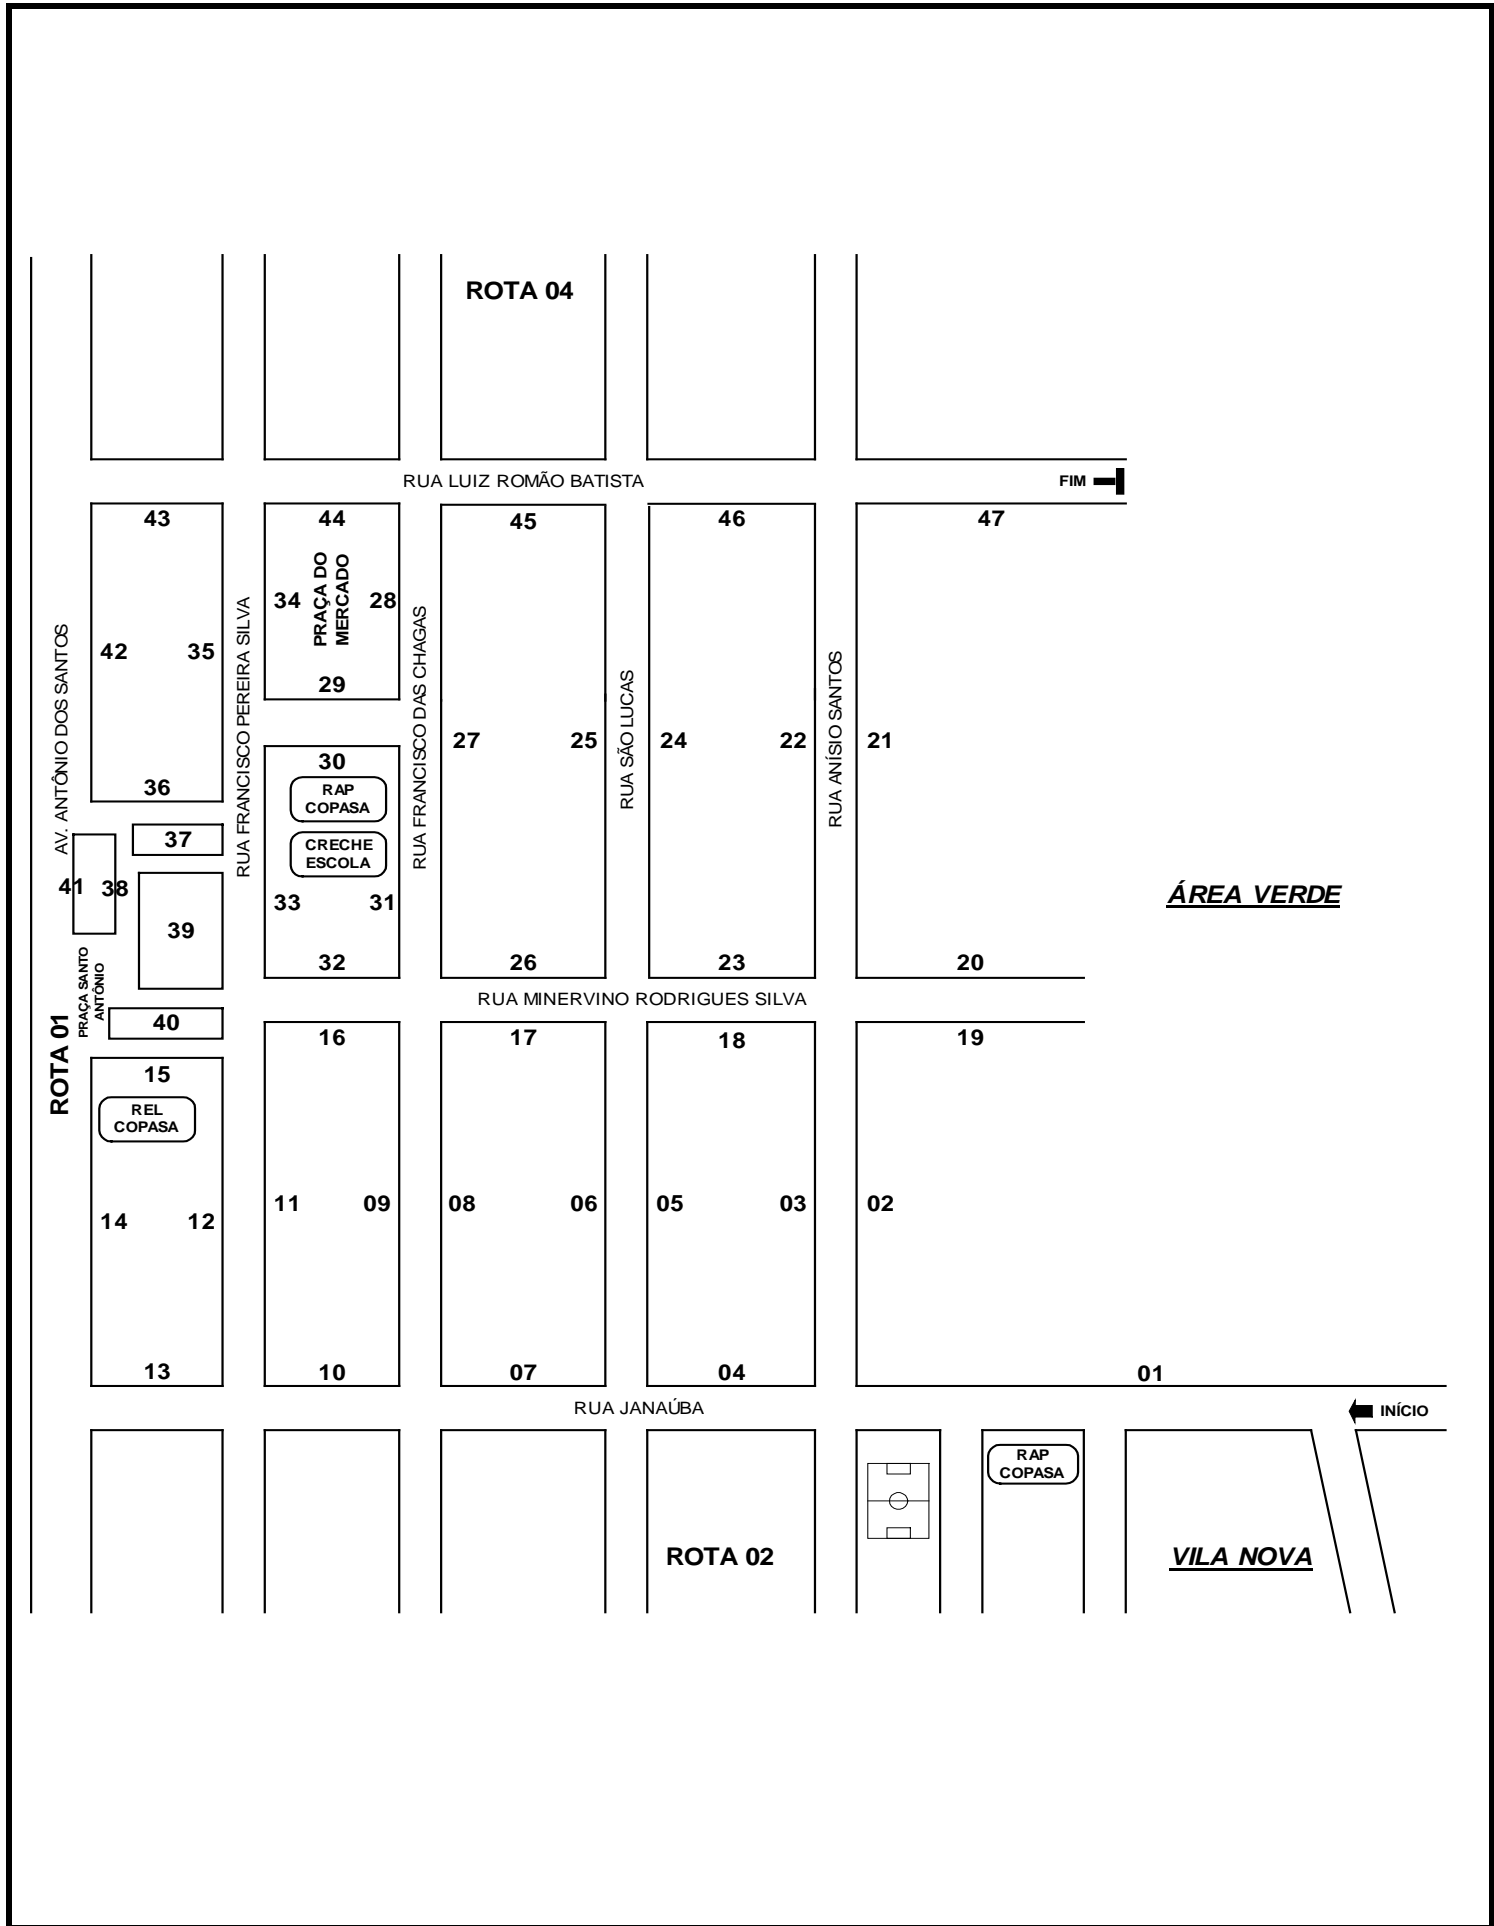 ROTA 04
RUA LUIZ ROMÃO BATISTA
FIM
43
44
45
46
47
PRAÇA DO
MERCADO
34
28
42
35
29
AV. ANTÔNIO DOS SANTOS
RUA FRANCISCO PEREIRA SILVA
RUA FRANCISCO DAS CHAGAS
RUA SÃO LUCAS
RUA ANÍSIO SANTOS
27
25
24
22
21
36
30
RAP
COPASA
37
CRECHE
ESCOLA
41
38
33
31
ÁREA VERDE
39
32
26
23
20
PRAÇA SANTO
ANTÔNIO
RUA MINERVINO RODRIGUES SILVA
ROTA 01
40
16
17
18
19
15
REL
COPASA
14
12
11
09
08
06
05
03
02
13
10
07
04
01
RUA JANAÚBA
INÍCIO
RAP
COPASA
ROTA 02
VILA NOVA